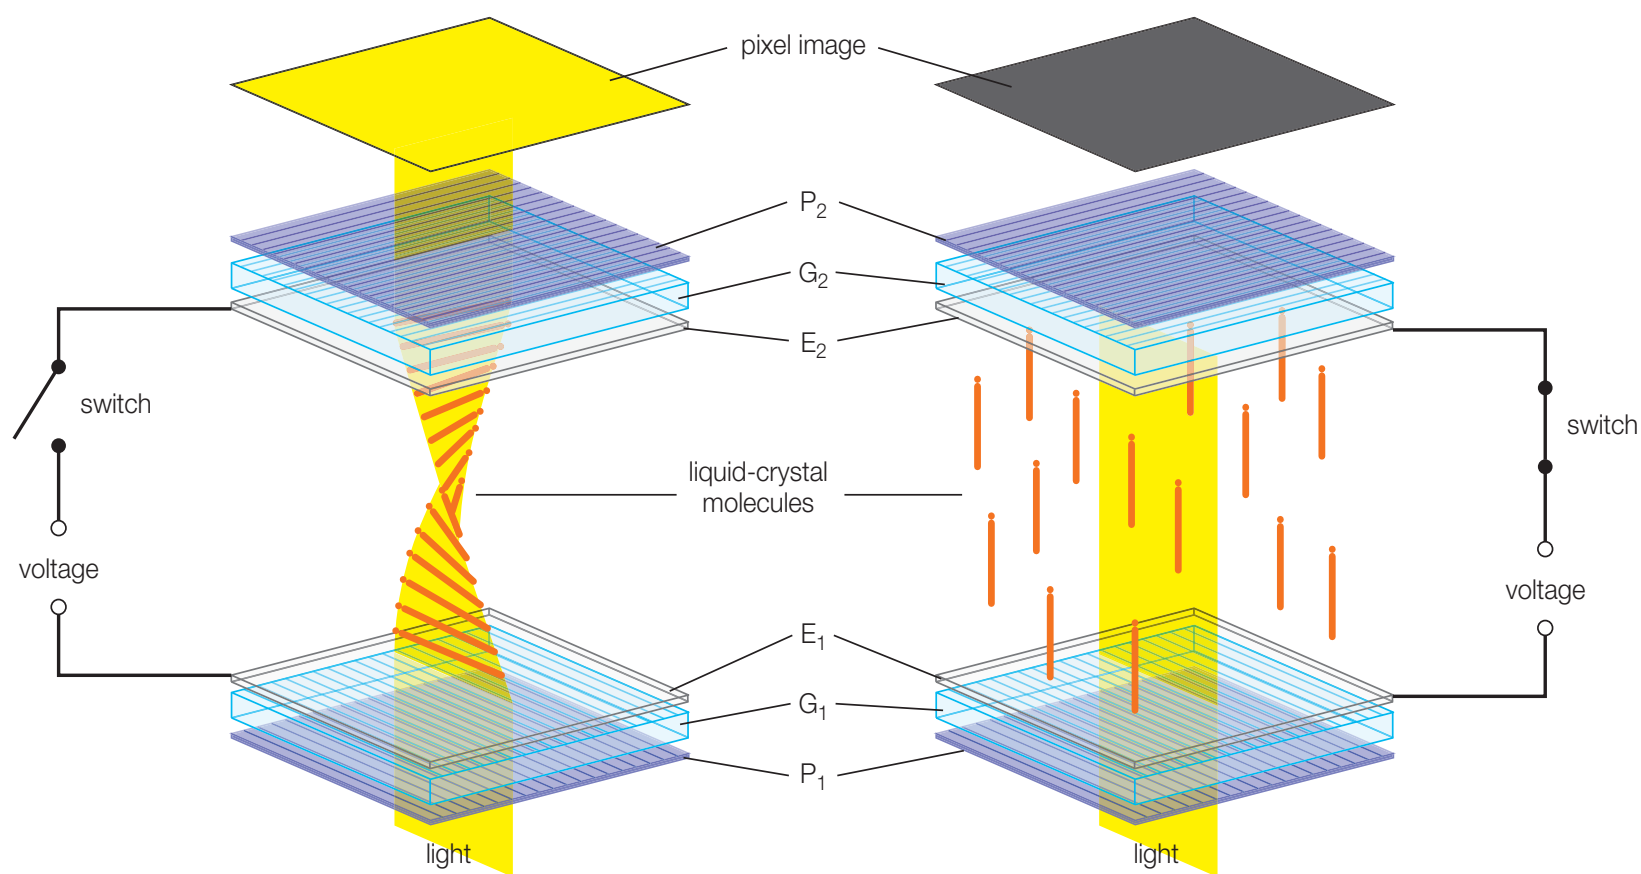 pixel image
P₂
G₂
E₂
switch
switch
liquid-crystal
molecules
voltage
voltage
E₁
G₁
P₁
light
light